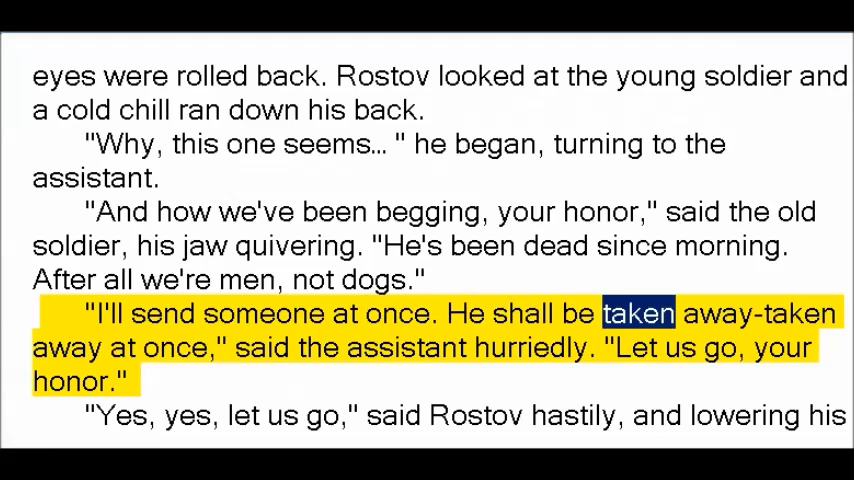 eyes were rolled back. Rostov looked at the young soldier and
a cold chill ran down his back.
"Why, this one seems... " he began, turning to the
assistant.
"And how we've been begging, your honor," said the old
soldier, his jaw quivering. "He's been dead since morning.
After all we're men, not dogs."
"I'll send someone at once. He shall be taken away-taken
away at once," said the assistant hurriedly. "Let us go, your
honor."
"Yes, yes, let us go," said Rostov hastily, and lowering his